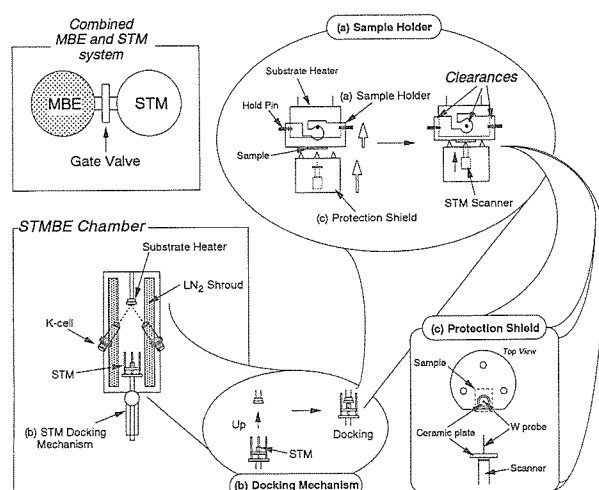 Combined
MBE and STM
system
MBE
STM
Gate Valve
(a) Sample Holder
Substrate Heater
Clearances
Hold Pin
(a) Sample Holder
Sample
STM Scanner
(c) Protection Shield
STMBE Chamber
Substrate Heater
LN2 Shroud
K-cell
STM
(b) STM Docking
Mechanism
Up
STM
Docking
(b) Docking Mechanism
(c) Protection Shield
Top View
Sample
Ceramic plate
W probe
Scanner